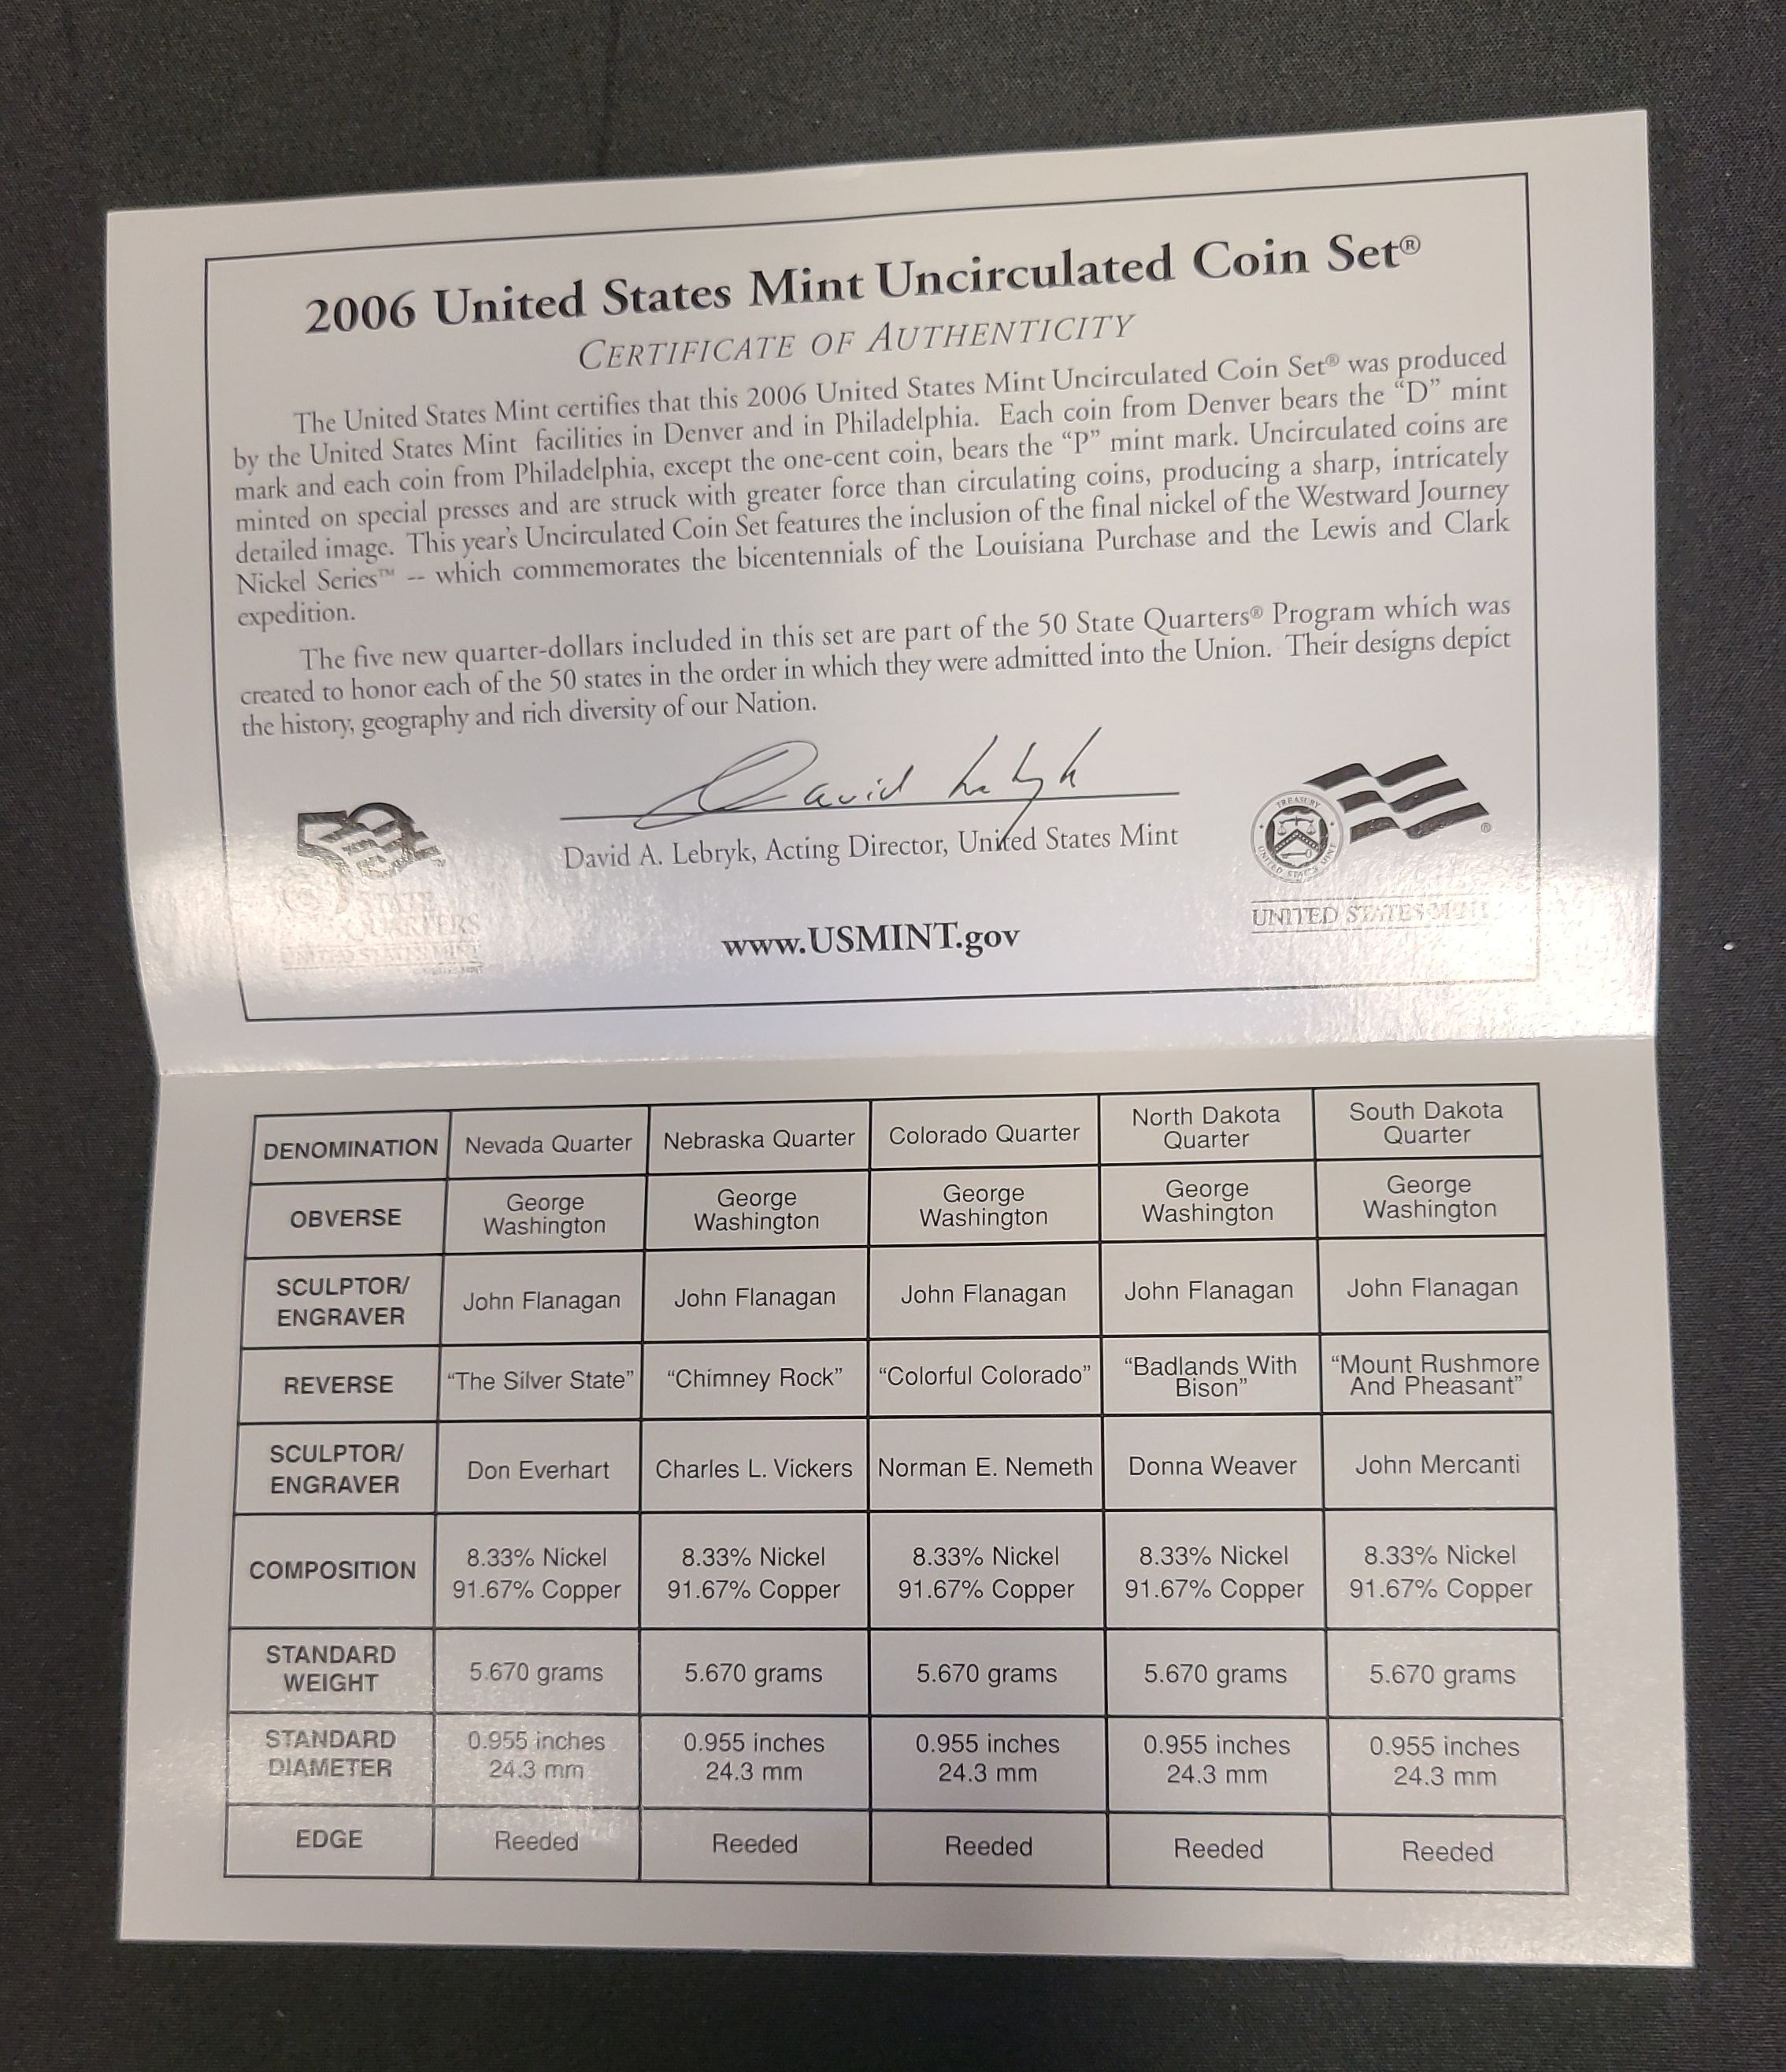 2006 United States Mint Uncirculated Coin Set®
CERTIFICATE OF AUTHENTICITY
The United States Mint certifies that this 2006 United States Mint Uncirculated Coin Set® was produced
by the United States Mint facilities in Denver and in Philadelphia. Each coin from Denver bears the “D” mint
mark and each coin from Philadelphia, except the one-cent coin, bears the “P” mint mark. Uncirculated coins are
minted on special presses and are struck with greater force than circulating coins, producing a sharp, intricately
detailed image. This year's Uncirculated Coin Set features the inclusion of the final nickel of the Westward Journey
Nickel Series™ -- which commemorates the bicentennials of the Louisiana Purchase and the Lewis and Clark
expedition.
The five new quarter-dollars included in this set are part of the 50 State Quarters® Program which was
created to honor each of the 50 states in the order in which they were admitted into the Union. Their designs depict
the history, geography and rich diversity of our Nation.
David Lebryk
David A. Lebryk, Acting Director, United States Mint
50
STATE
QUARTERS
UNITED STATES MINT
TREASURY
UNITED STATES MINT
®
UNITED STATES MINT
www.USMINT.gov
DENOMINATION Nevada Quarter Nebraska Quarter Colorado Quarter North Dakota Quarter South Dakota Quarter
OBVERSE George Washington George Washington George Washington George Washington George Washington
SCULPTOR/ ENGRAVER John Flanagan John Flanagan John Flanagan John Flanagan John Flanagan
REVERSE “The Silver State” “Chimney Rock” “Colorful Colorado” “Badlands With Bison” “Mount Rushmore And Pheasant”
SCULPTOR/ ENGRAVER Don Everhart Charles L. Vickers Norman E. Nemeth Donna Weaver John Mercanti
COMPOSITION 8.33% Nickel 91.67% Copper 8.33% Nickel 91.67% Copper 8.33% Nickel 91.67% Copper 8.33% Nickel 91.67% Copper 8.33% Nickel 91.67% Copper
STANDARD WEIGHT 5.670 grams 5.670 grams 5.670 grams 5.670 grams 5.670 grams
STANDARD DIAMETER 0.955 inches 24.3 mm 0.955 inches 24.3 mm 0.955 inches 24.3 mm 0.955 inches 24.3 mm 0.955 inches 24.3 mm
EDGE Reeded Reeded Reeded Reeded Reeded